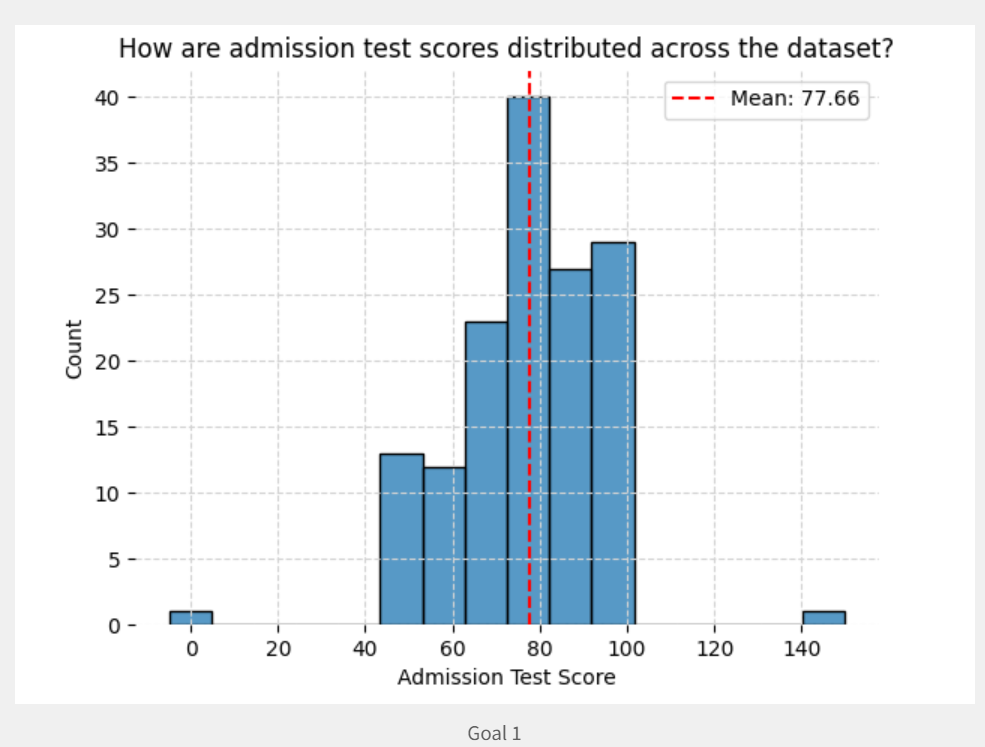 How are admission test scores distributed across the dataset?
Mean: 77.66
40
35
30
25
20
15
10
5
0
Count
0 20 40 60 80 100 120 140
Admission Test Score
Goal 1